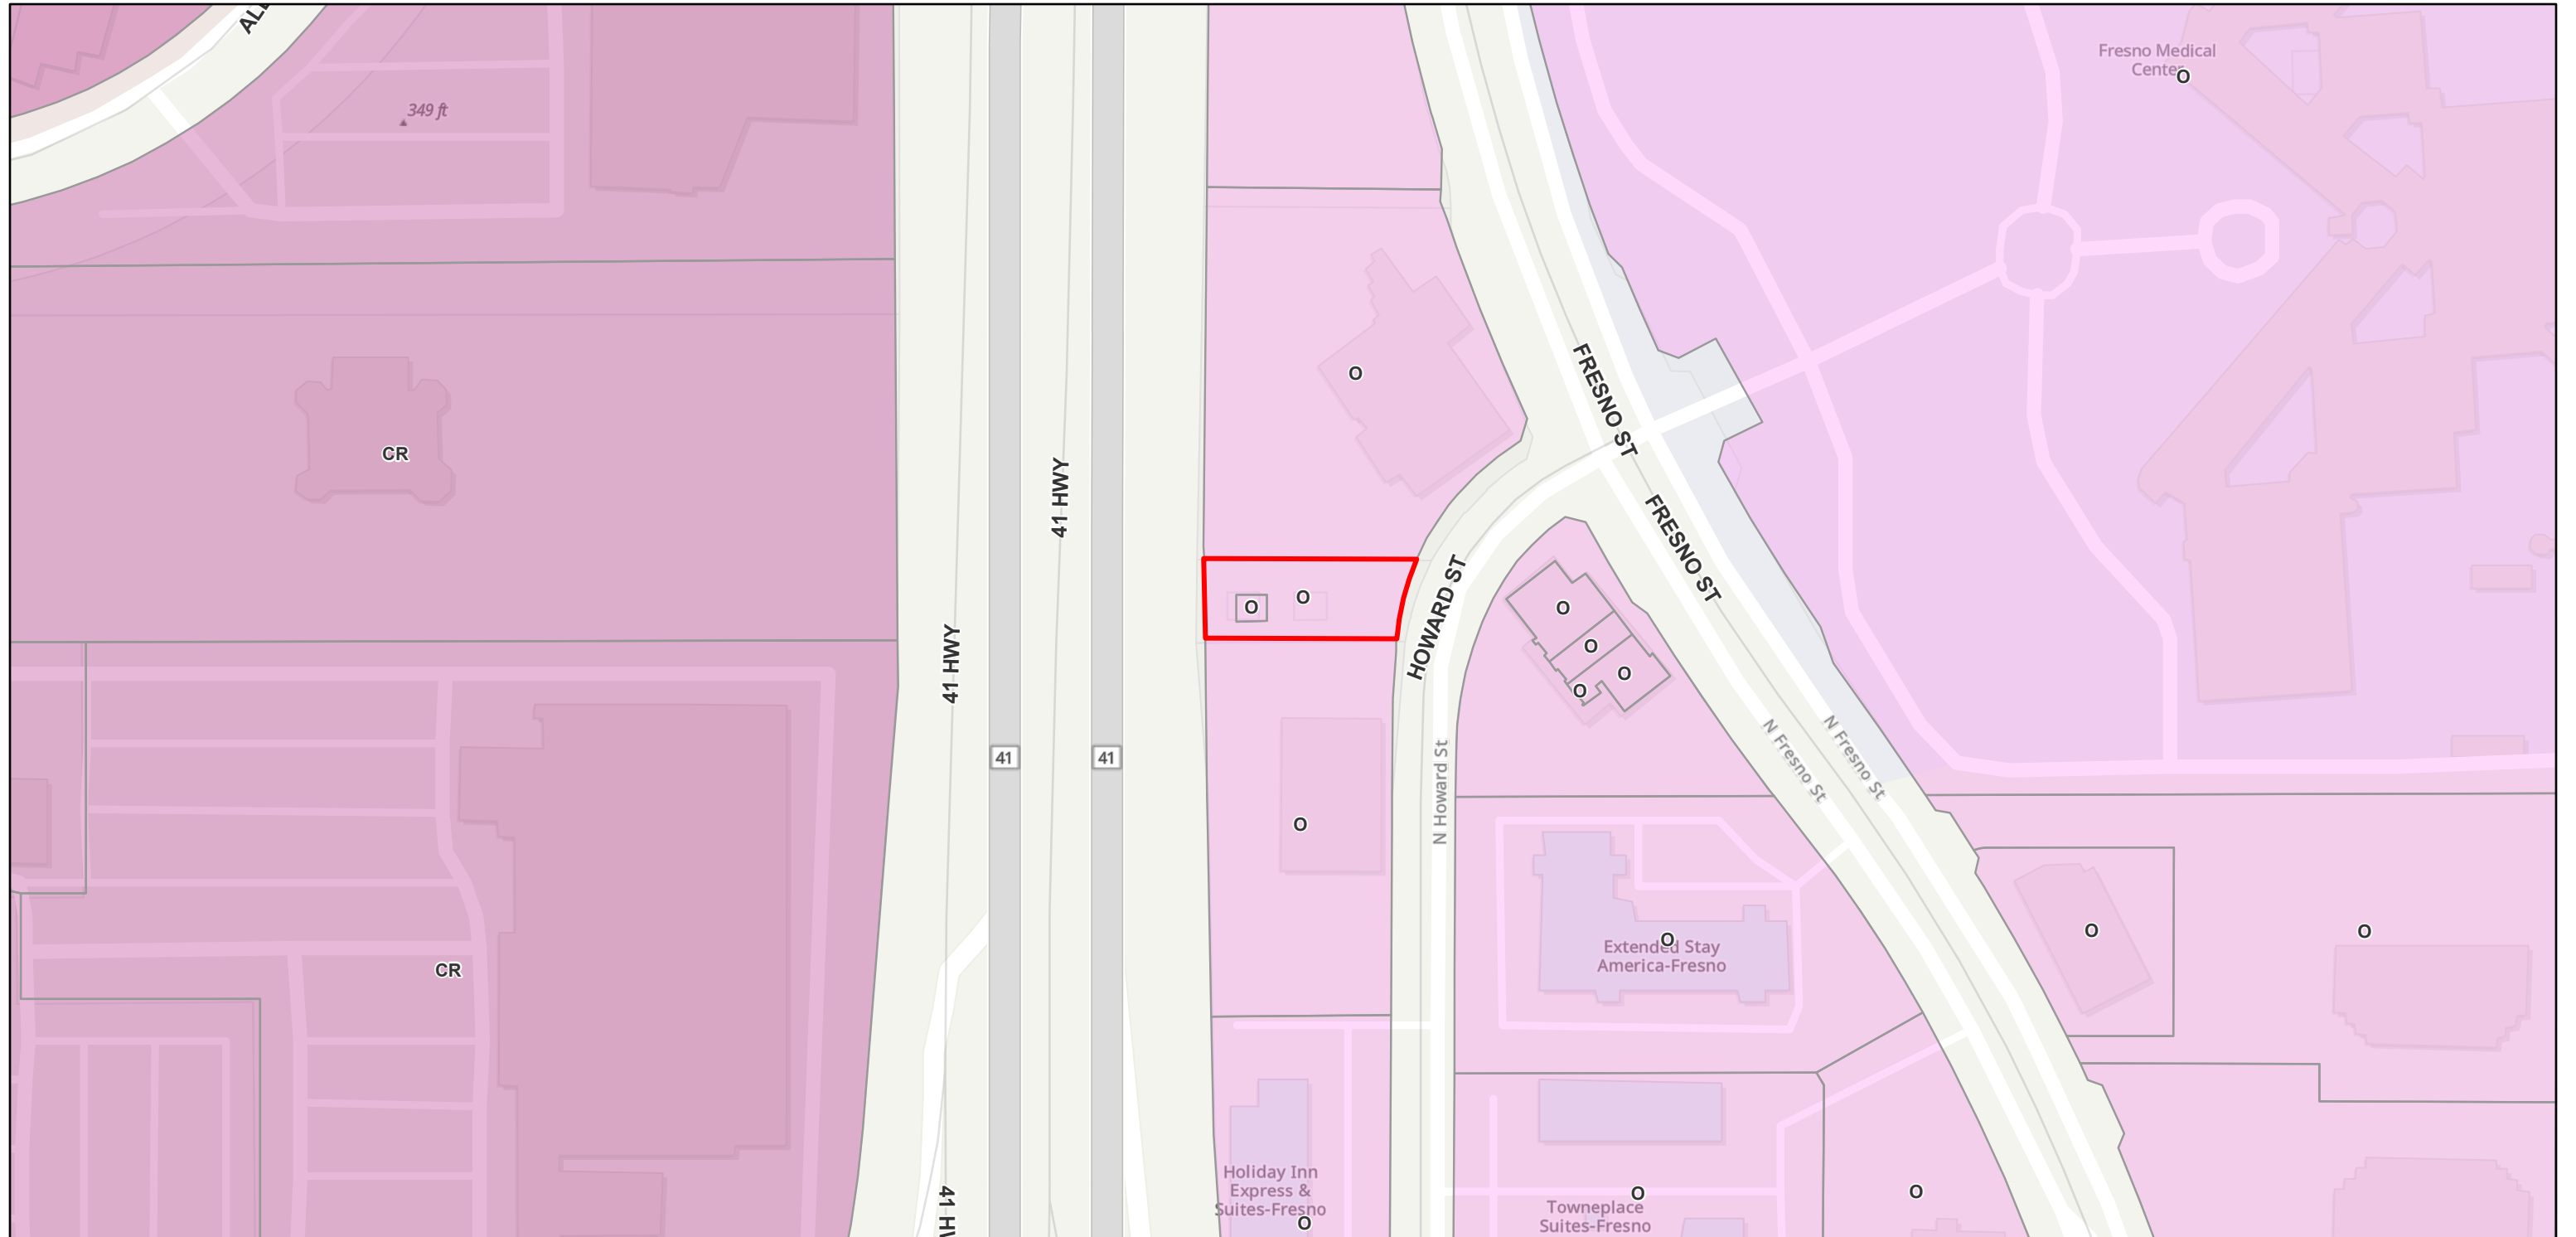 Fresno Medical
Center
O
349 ft
O
CR
FRESNO ST
41 HWY
FRESNO ST
HOWARD ST
O
O
O
O
O
O
41 HWY
N Fresno St
N Fresno St
41
41
N Howard St
O
O
Extended Stay
America-Fresno
O
O
CR
Holiday Inn
Express &
Suites-Fresno
O
O
Towneplace
Suites-Fresno
O